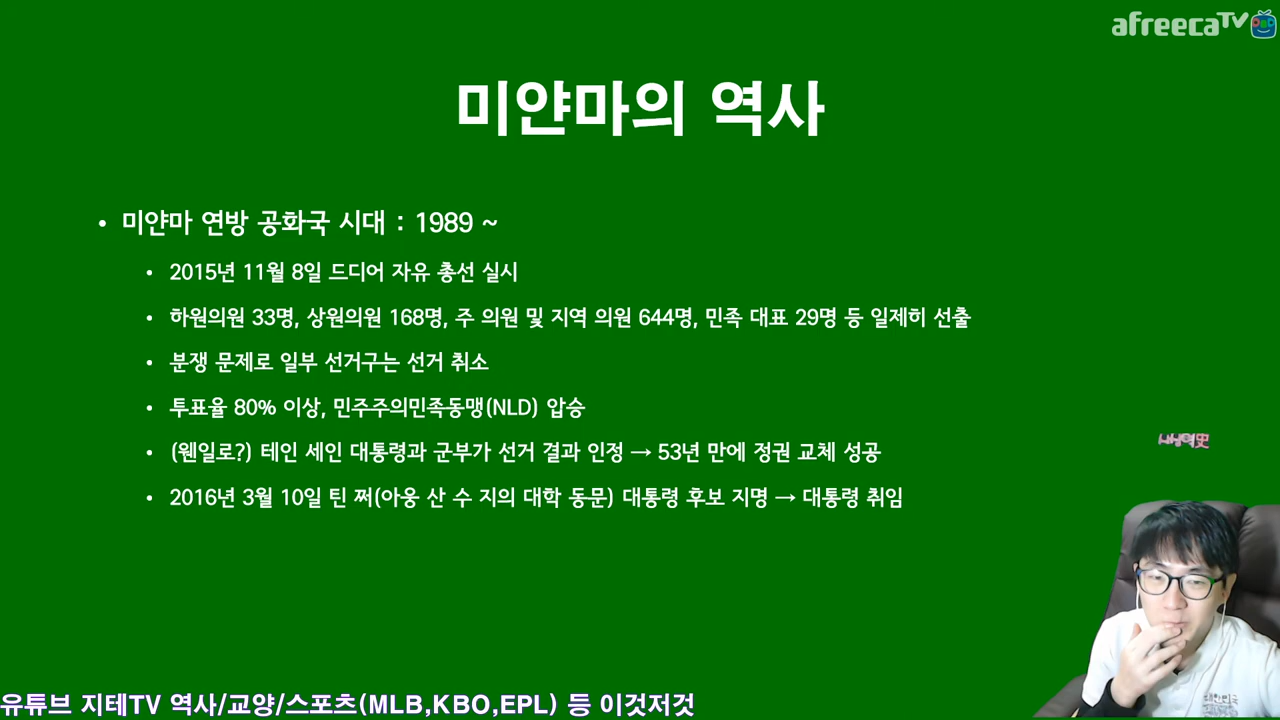 afreecaTV
미얀마의 역사
• 미얀마 연방 공화국 시대 : 1989 ~
• 2015년 11월 8일 드디어 자유 총선 실시
• 하원의원 33명, 상원의원 168명, 주 의원 및 지역 의원 644명, 민족 대표 29명 등 일제히 선출
• 분쟁 문제로 일부 선거구는 선거 취소
• 투표율 80% 이상, 민주주의민족동맹(NLD) 압승
• (웬일로?) 테인 세인 대통령과 군부가 선거 결과 인정 → 53년 만에 정권 교체 성공
• 2016년 3월 10일 틴 쩌(아웅 산 수 지의 대학 동문) 대통령 후보 지명 → 대통령 취임
대한민국
유튜브 지테TV 역사/교양/스포츠(MLB,KBO,EPL) 등 이것저것